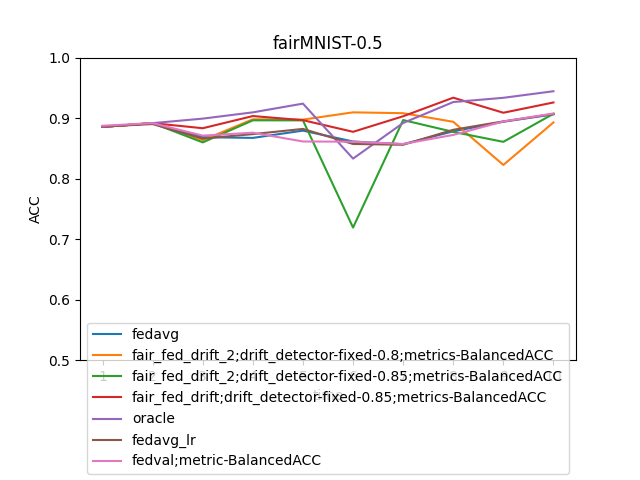 fairMNIST-0.5
1.0
0.9
0.8
0.7
0.6
0.5
ACC
fedavg
fair_fed_drift_2;drift_detector-fixed-0.8;metrics-BalancedACC
fair_fed_drift_2;drift_detector-fixed-0.85;metrics-BalancedACC
fair_fed_drift;drift_detector-fixed-0.85;metrics-BalancedACC
oracle
fedavg_lr
fedval;metric-BalancedACC